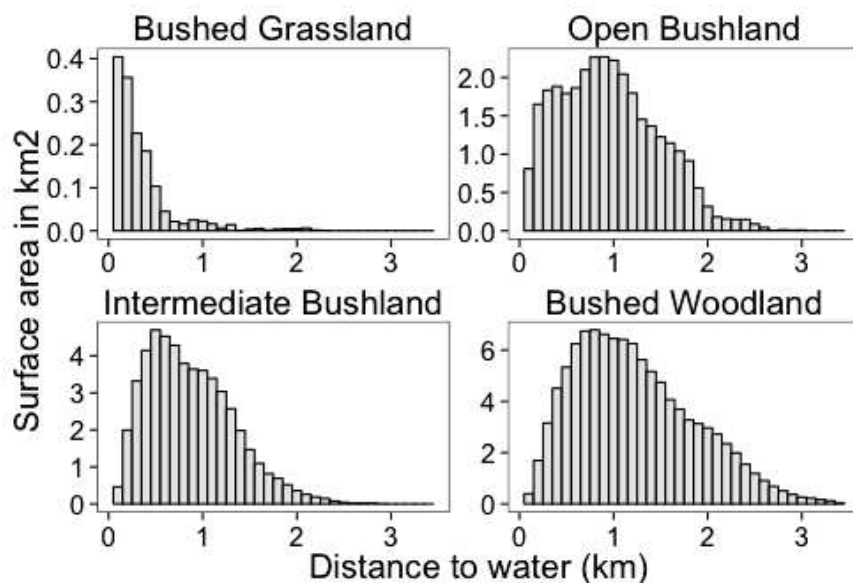 Bushed Grassland
Open Bushland
0.4
0.3
0.2
0.1
0.0
0 1 2 3
2.0
1.5
1.0
0.5
0.0
0 1 2 3
Intermediate Bushland
Bushed Woodland
4
3
2
1
0
0 1 2 3
6
4
2
0
0 1 2 3
Surface area in km2
Distance to water (km)